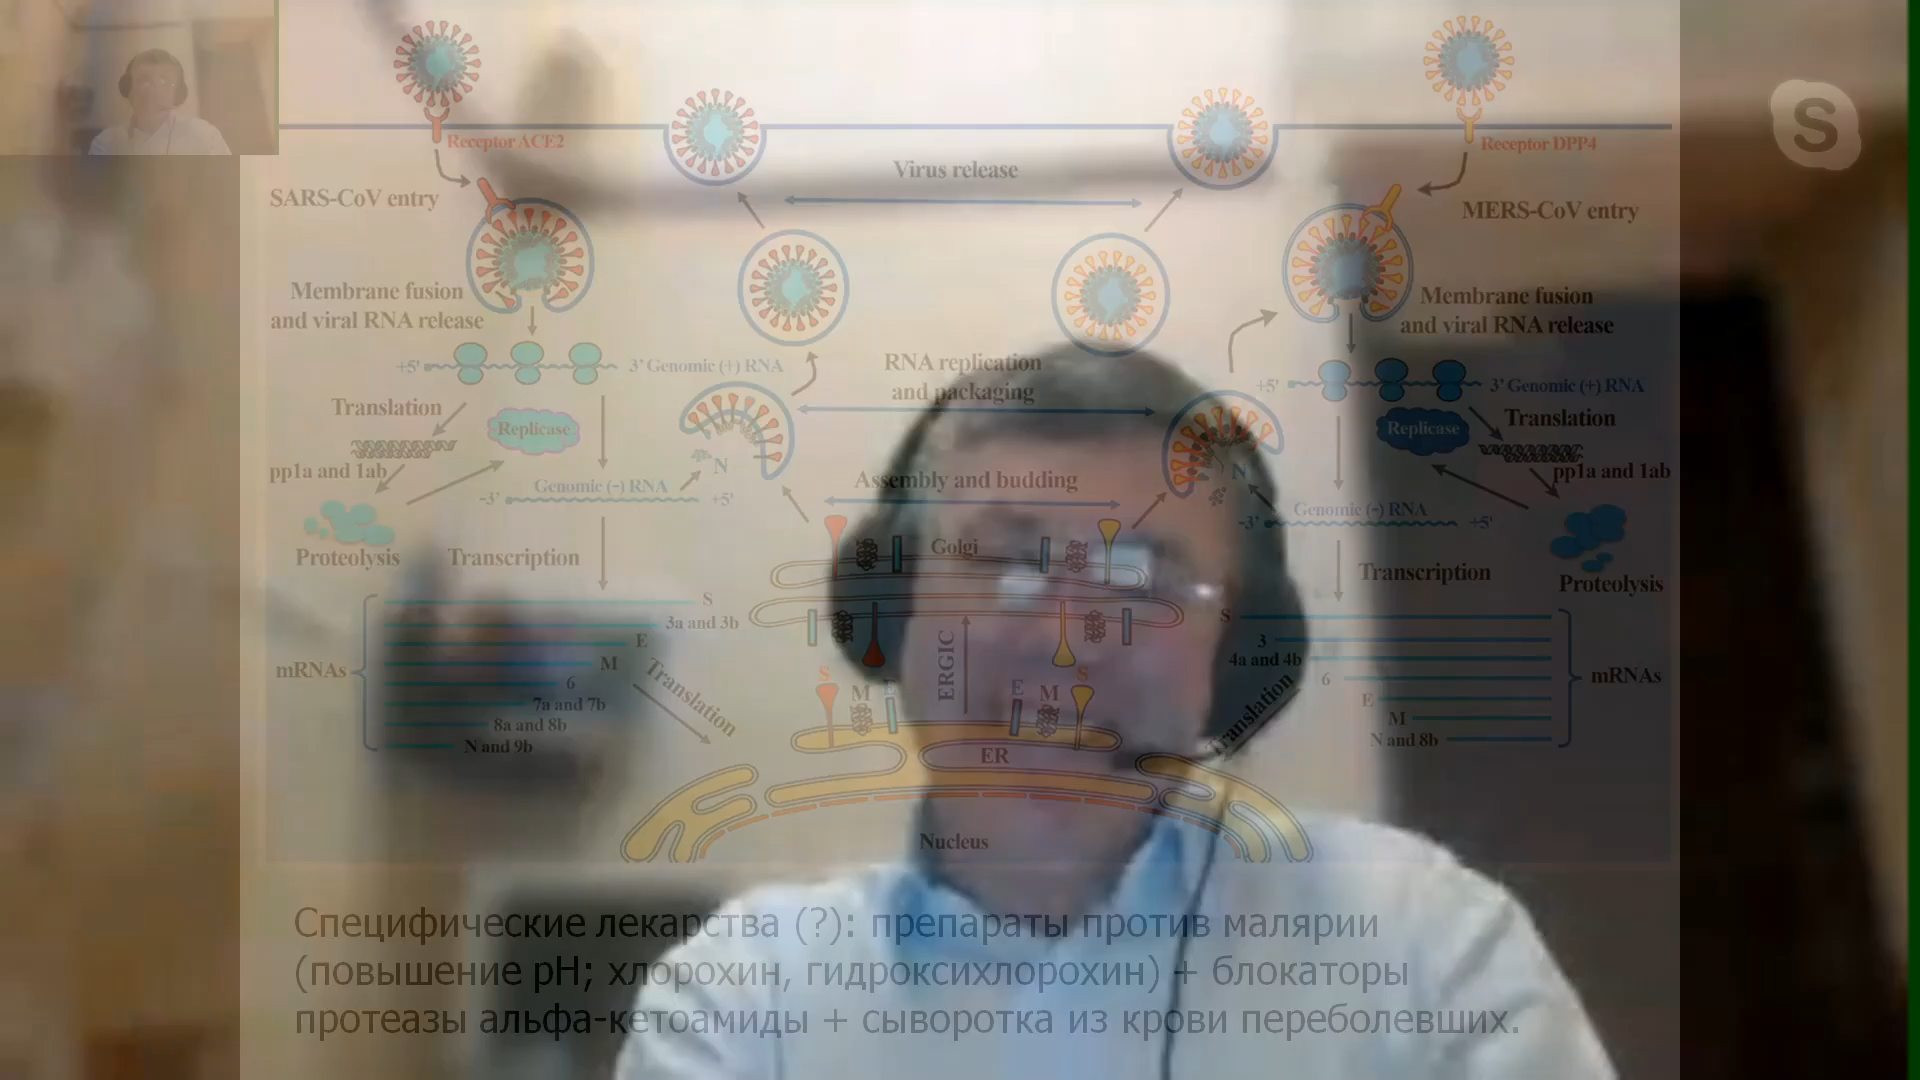 Receptor ACE2
Receptor DPP4
Virus release
SARS-CoV entry
MERS-CoV entry
Membrane fusion
and viral RNA release
Membrane fusion
and viral RNA release
+5' 3' Genomic (+) RNA
RNA replication
and packaging
+5' 3' Genomic (+) RNA
Translation
Replicase
Replicase
Translation
pp1a and 1ab
N
Assembly and budding
N
pp1a and 1ab
Genomic (-) RNA
-3' +5'
Genomic (-) RNA
-3' +5'
Proteolysis
Transcription
Golgi
Transcription
Proteolysis
S
3a and 3b
E
M
6
7a and 7b
8a and 8b
N and 9b
mRNAs
Translation
ERGIC
S
M
E
E
M
S
S
3
4a and 4b
6
E
M
N and 8b
mRNAs
Translation
ER
Nucleus
Специфические лекарства (?): препараты против малярии
(повышение pH; хлорохин, гидроксихлорохин) + блокаторы
протеазы альфа-кетоамиды + сыворотка из крови переболевших.
S